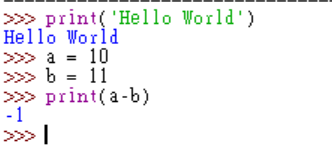 >>> print('Hello World')
Hello World
>>> a = 10
>>> b = 11
>>> print(a-b)
-1
>>>